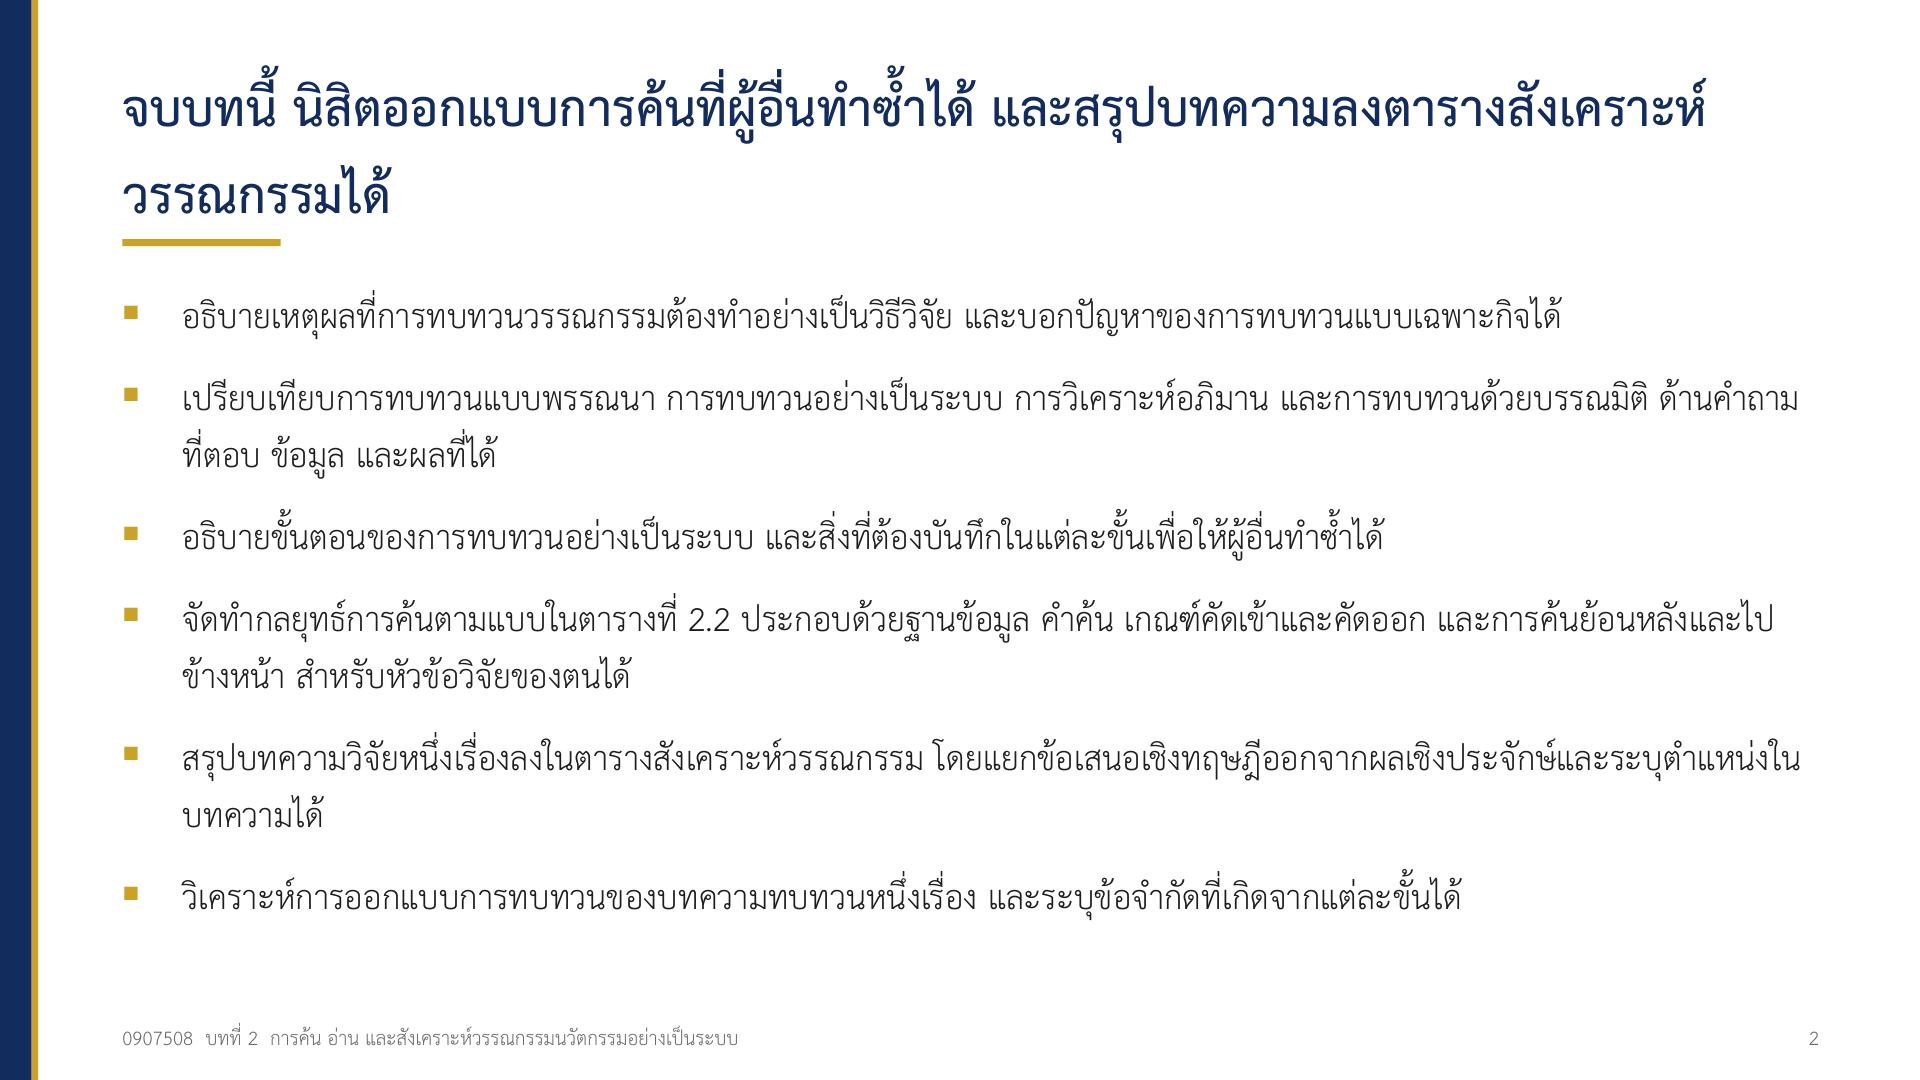 จบบทนี้ นิสิตออกแบบการค้นที่ผู้อื่นทำซ้ำได้ และสรุปบทความลงตารางสังเคราะห์
วรรณกรรมได้
อธิบายเหตุผลที่การทบทวนวรรณกรรมต้องทำอย่างเป็นวิธีวิจัย และบอกปัญหาของการทบทวนแบบเฉพาะกิจได้
เปรียบเทียบการทบทวนแบบพรรณนา การทบทวนอย่างเป็นระบบ การวิเคราะห์อภิมาน และการทบทวนด้วยบรรณมิติ ด้านคำถาม
ที่ตอบ ข้อมูล และผลที่ได้
อธิบายขั้นตอนของการทบทวนอย่างเป็นระบบ และสิ่งที่ต้องบันทึกในแต่ละขั้นเพื่อให้ผู้อื่นทำซ้ำได้
จัดทำกลยุทธ์การค้นตามแบบในตารางที่ 2.2 ประกอบด้วยฐานข้อมูล คำค้น เกณฑ์คัดเข้าและคัดออก และการค้นย้อนหลังและไป
ข้างหน้า สำหรับหัวข้อวิจัยของตนได้
สรุปบทความวิจัยหนึ่งเรื่องลงในตารางสังเคราะห์วรรณกรรม โดยแยกข้อเสนอเชิงทฤษฎีออกจากผลเชิงประจักษ์และระบุตำแหน่งใน
บทความได้
วิเคราะห์การออกแบบการทบทวนของบทความทบทวนหนึ่งเรื่อง และระบุข้อจำกัดที่เกิดจากแต่ละขั้นได้
0907508 บทที่ 2 การค้น อ่าน และสังเคราะห์วรรณกรรมนวัตกรรมอย่างเป็นระบบ
2